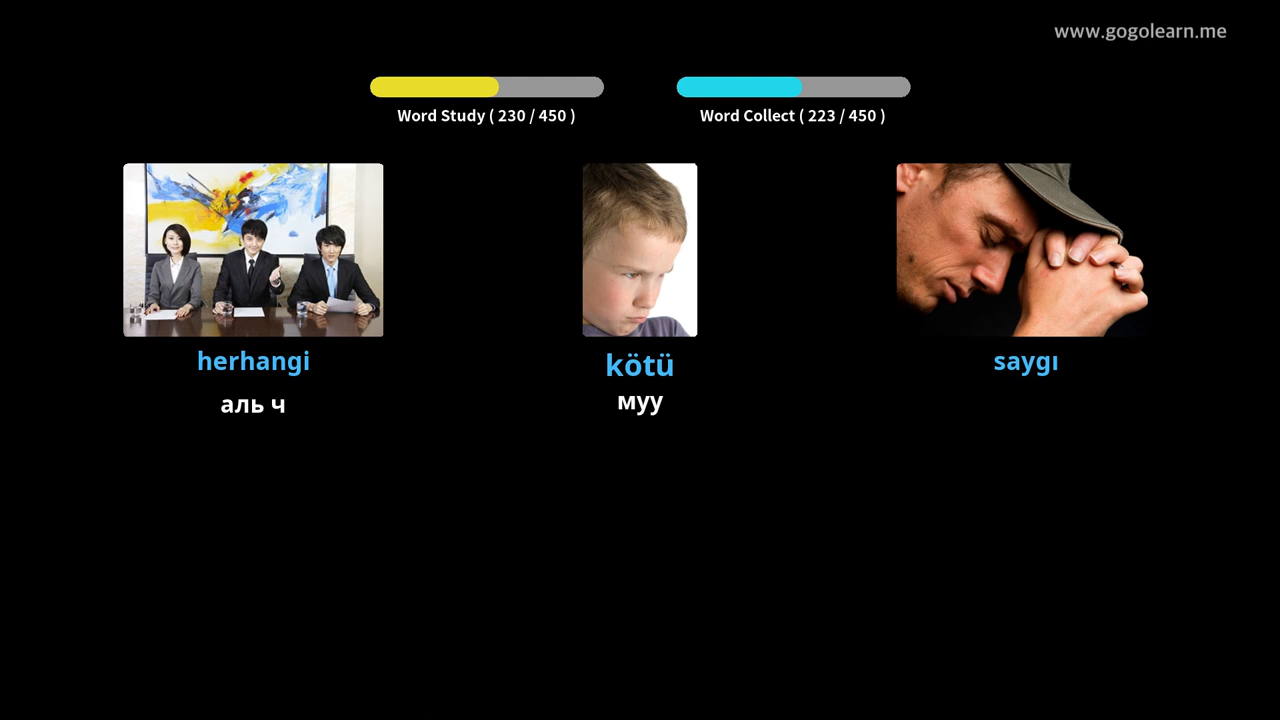 www.gogolearn.me
Word Study ( 230 / 450 )
Word Collect ( 223 / 450 )
herhangi
kötü
saygı
аль ч
муу